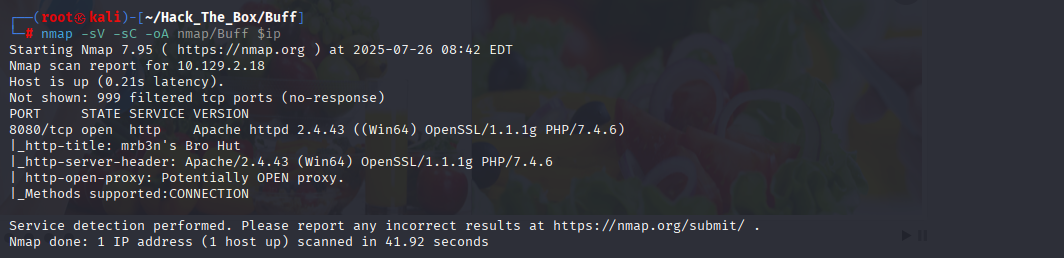 ┌──(root㉿kali)-[~/Hack_The_Box/Buff]
└─# nmap -sV -sC -oA nmap/Buff $ip
Starting Nmap 7.95 ( https://nmap.org ) at 2025-07-26 08:42 EDT
Nmap scan report for 10.129.2.18
Host is up (0.21s latency).
Not shown: 999 filtered tcp ports (no-response)
PORT     STATE SERVICE VERSION
8080/tcp open  http    Apache httpd 2.4.43 ((Win64) OpenSSL/1.1.1g PHP/7.4.6)
|_http-title: mrb3n's Bro Hut
|_http-server-header: Apache/2.4.43 (Win64) OpenSSL/1.1.1g PHP/7.4.6
| http-open-proxy: Potentially OPEN proxy.
|_Methods supported:CONNECTION
Service detection performed. Please report any incorrect results at https://nmap.org/submit/ .
Nmap done: 1 IP address (1 host up) scanned in 41.92 seconds